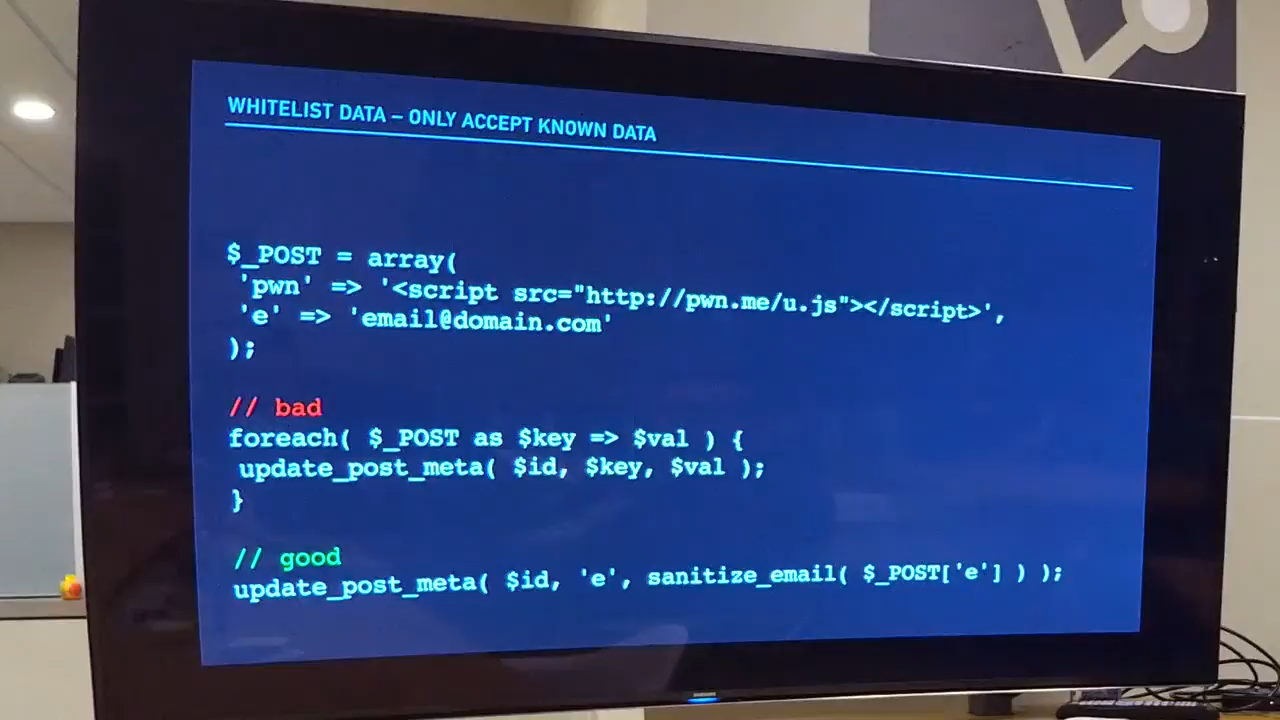 WHITELIST DATA – ONLY ACCEPT KNOWN DATA
$_POST = array(
'pwn' => '<script src="http://pwn.me/u.js"></script>',
'e' => 'email@domain.com'
);
// bad
foreach( $_POST as $key => $val ) {
update_post_meta( $id, $key, $val );
}
// good
update_post_meta( $id, 'e', sanitize_email( $_POST['e'] ) );
SAMSUNG